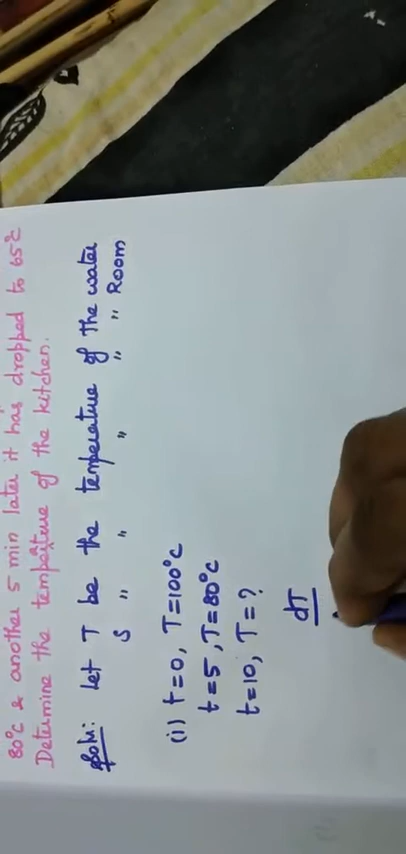 80°C & another 5 min later it has dropped to 65°C
Determine the tempature of the kitchen.
Soln: Let T be the temperature of the water
S " " " " " Room
(i) t=0, T=100°C
t=5, T=80°C
t=10, T=?
dT